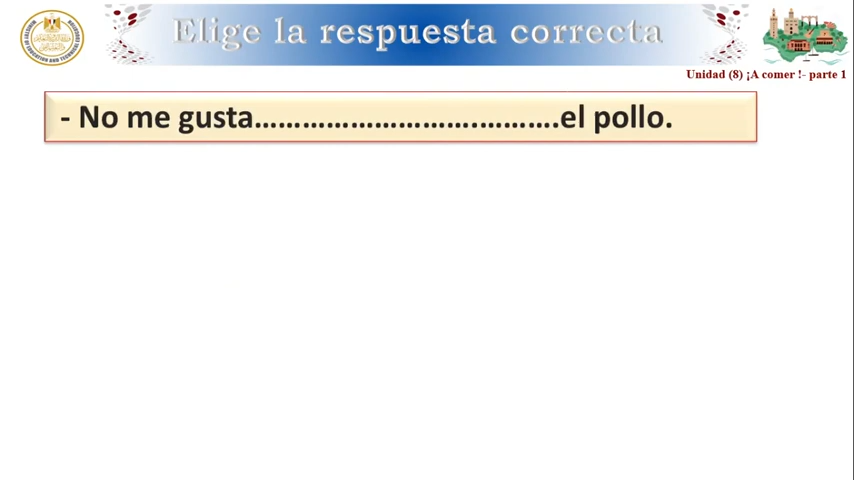 Elige la respuesta correcta
Unidad (8) ¡A comer !- parte 1
- No me gusta……………………….……….el pollo.